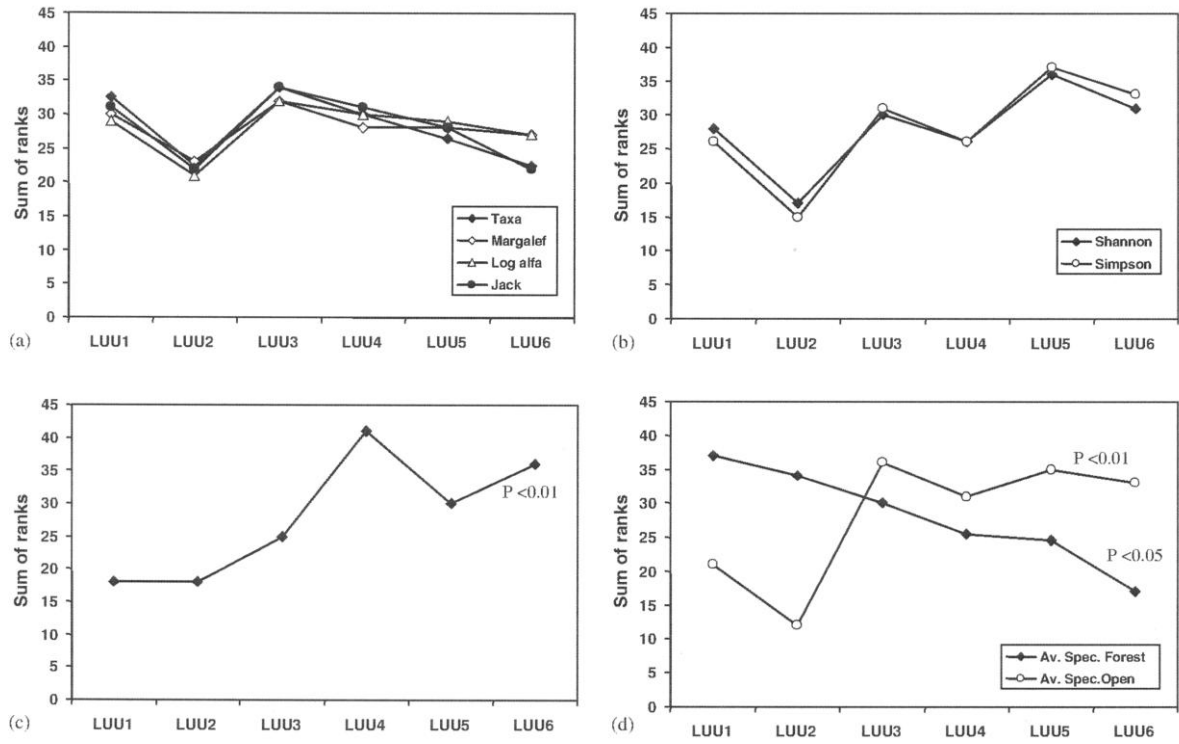 45
40
35
30
25
20
15
10
5
0
Sum of ranks
Taxa
Margalef
Log alfa
Jack
(a) LUU1 LUU2 LUU3 LUU4 LUU5 LUU6
45
40
35
30
25
20
15
10
5
0
Sum of ranks
Shannon
Simpson
(b) LUU1 LUU2 LUU3 LUU4 LUU5 LUU6
45
40
35
30
25
20
15
10
5
0
Sum of ranks
P <0.01
(c) LUU1 LUU2 LUU3 LUU4 LUU5 LUU6
45
40
35
30
25
20
15
10
5
0
Sum of ranks
P <0.01
P <0.05
Av. Spec. Forest
Av. Spec.Open
(d) LUU1 LUU2 LUU3 LUU4 LUU5 LUU6